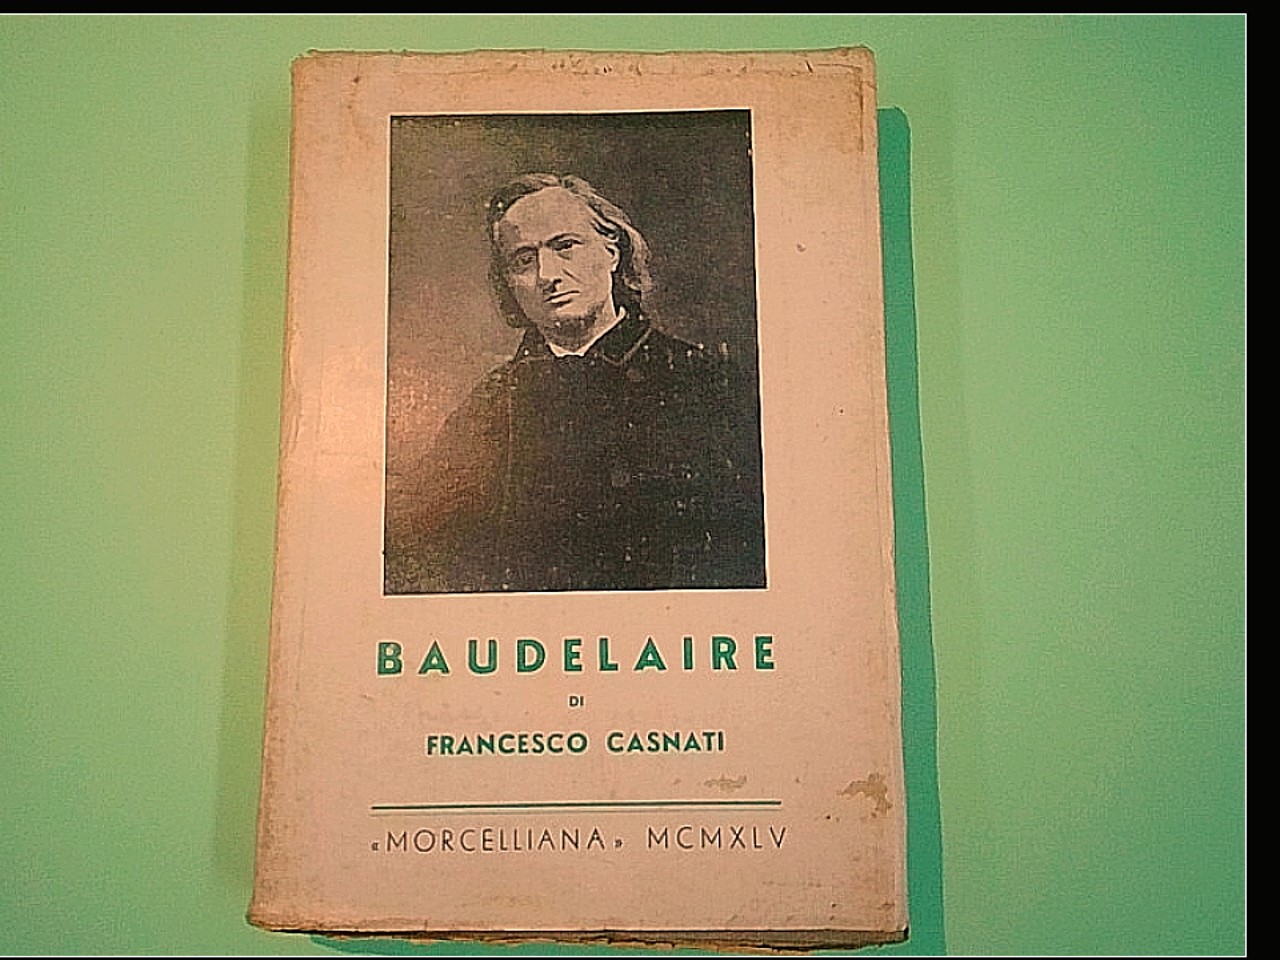 BAUDELAIRE
DI
FRANCESCO CASNATI
«MORCELLIANA» MCMXLV